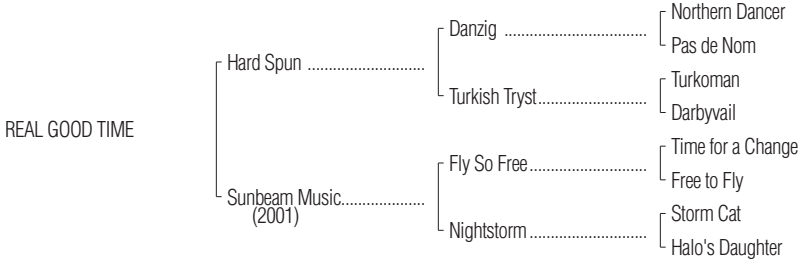 Northern Dancer
Danzig ..................................
Pas de Nom
Hard Spun ............................
Turkoman
Turkish Tryst..........................
Darbyvail
REAL GOOD TIME
Time for a Change
Fly So Free............................
Free to Fly
Sunbeam Music....................
(2001)
Storm Cat
Nightstorm ............................
Halo's Daughter